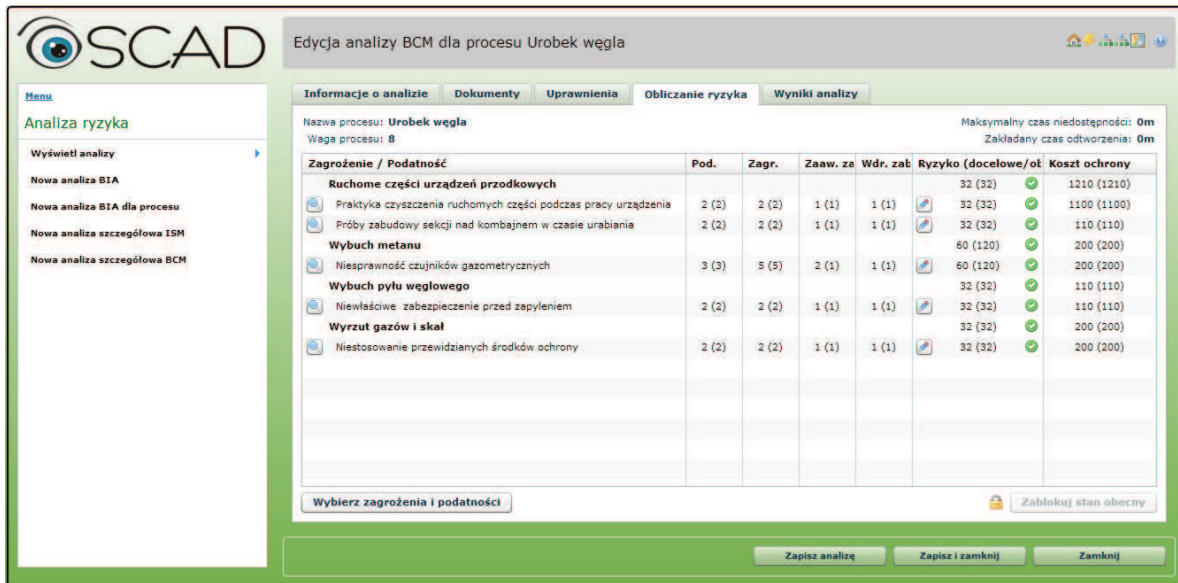 OSCAD
Edycja analizy BCM dla procesu Urobek węgla
Menu
Analiza ryzyka
Wyświetl analizy
Nowa analiza BIA
Nowa analiza BIA dla procesu
Nowa analiza szczegółowa ISM
Nowa analiza szczegółowa BCM
Informacje o analizie Dokumenty Uprawnienia Obliczanie ryzyka Wyniki analizy
Nazwa procesu: Urobek węgla Maksymalny czas niedostępności: 0m
Waga procesu: 8 Zakładany czas odtworzenia: 0m
Zagrożenie / Podatność Pod. Zagr. Zaaw. za Wdr. zab Ryzyko (docelowe/ob Koszt ochrony
Ruchome części urządzeń przodkowych 32 (32) 1210 (1210)
Praktyka czyszczenia ruchomych części podczas pracy urządzenia 2 (2) 2 (2) 1 (1) 1 (1) 32 (32) 1100 (1100)
Próby zabudowy sekcji nad kombajnem w czasie urabiania 2 (2) 2 (2) 1 (1) 1 (1) 32 (32) 110 (110)
Wybuch metanu 60 (120) 200 (200)
Niesprawność czujników gazometrycznych 3 (3) 5 (5) 2 (1) 1 (1) 60 (120) 200 (200)
Wybuch pyłu węglowego 32 (32) 110 (110)
Niewłaściwe zabezpieczenie przed zapyleniem 2 (2) 2 (2) 1 (1) 1 (1) 32 (32) 110 (110)
Wyrzut gazów i skał 32 (32) 200 (200)
Niestosowanie przewidzianych środków ochrony 2 (2) 2 (2) 1 (1) 1 (1) 32 (32) 200 (200)
Wybierz zagrożenia i podatności Zablokuj stan obecny
Zapisz analizę Zapisz i zamknij Zamknij